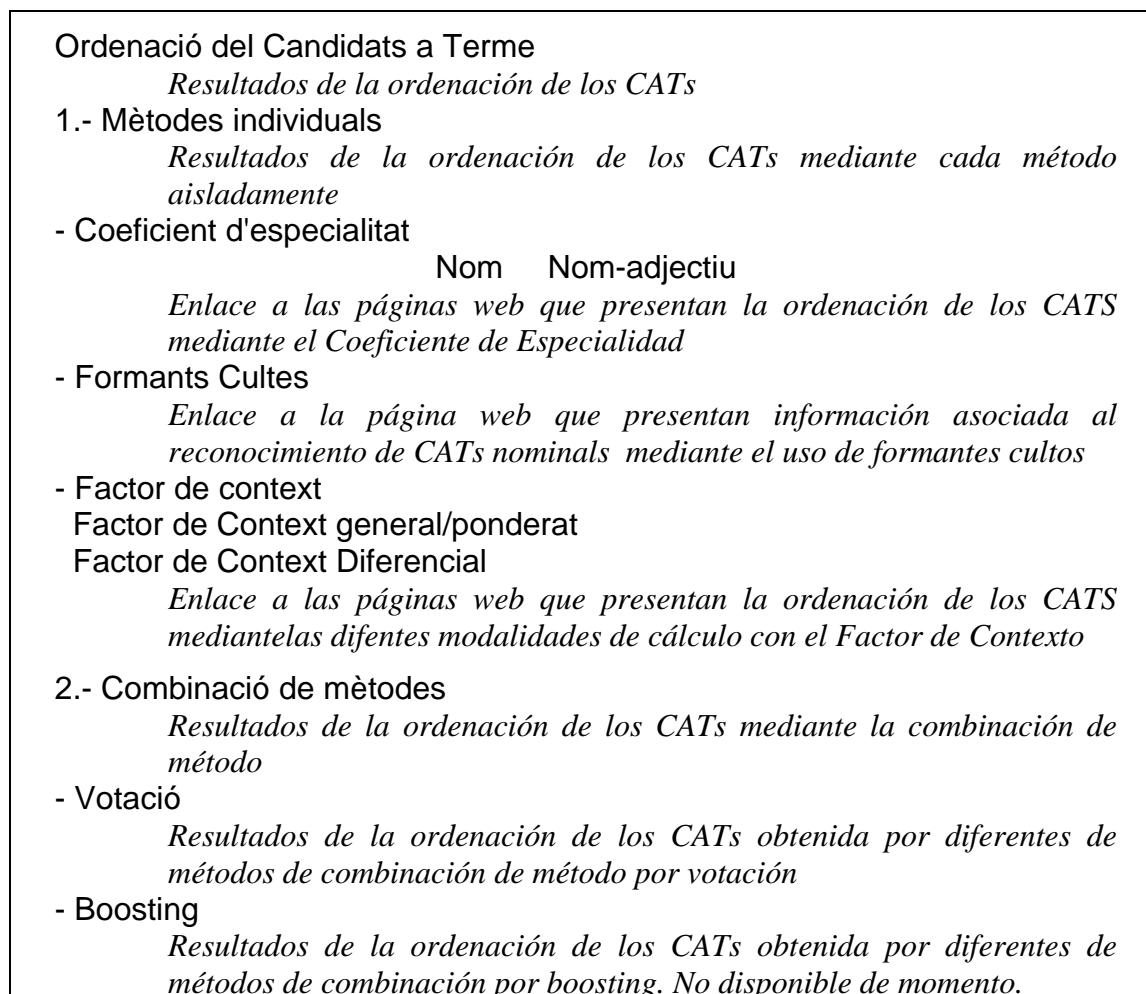 Ordenació del Candidats a Terme
Resultados de la ordenación de los CATs
1.- Mètodes individuals
Resultados de la ordenación de los CATs mediante cada método
aisladamente
- Coeficient d'especialitat
Nom Nom-adjectiu
Enlace a las páginas web que presentan la ordenación de los CATS
mediante el Coeficiente de Especialidad
- Formants Cultes
Enlace a la página web que presentan información asociada al
reconocimiento de CATs nominals mediante el uso de formantes cultos
- Factor de context
Factor de Context general/ponderat
Factor de Context Diferencial
Enlace a las páginas web que presentan la ordenación de los CATS
mediantelas difentes modalidades de cálculo con el Factor de Contexto
2.- Combinació de mètodes
Resultados de la ordenación de los CATs mediante la combinación de
método
- Votació
Resultados de la ordenación de los CATs obtenida por diferentes de
métodos de combinación de método por votación
- Boosting
Resultados de la ordenación de los CATs obtenida por diferentes de
métodos de combinación por boosting. No disponible de momento.